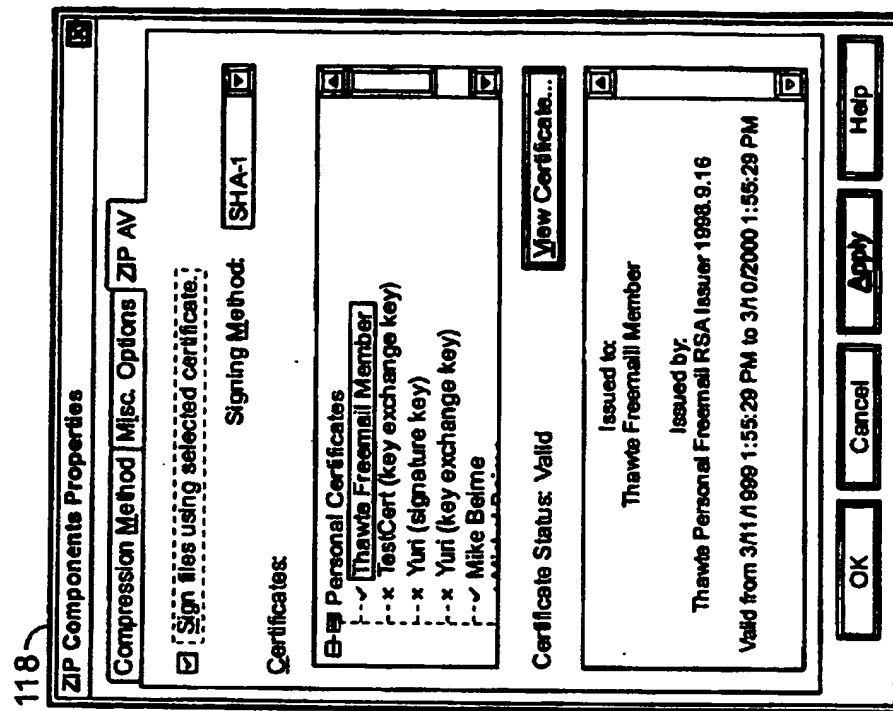 118
ZIP Components Properties
Compression Method
Misc. Options
ZIP AV
Sign files using selected certificate.
Signing Method:
SHA-1
Certificates:
Personal Certificates
Thawte Freemail Member
TestCert (key exchange key)
Yuri (signature key)
Yuri (key exchange key)
Mike Beirne
Certificate Status: Valid
View Certificate...
Issued to:
Thawte Freemail Member
Issued by:
Thawte Personal Freemail RSA Issuer 1998.9.16
Valid from 3/11/1999 1:55:29 PM to 3/10/2000 1:55:29 PM
OK
Cancel
Apply
Help